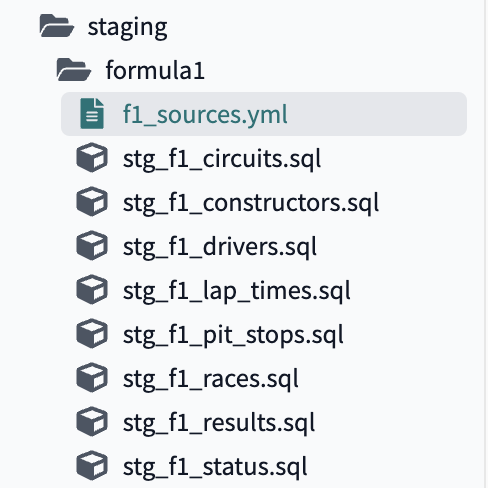 staging
formula1
f1_sources.yml
stg_f1_circuits.sql
stg_f1_constructors.sql
stg_f1_drivers.sql
stg_f1_lap_times.sql
stg_f1_pit_stops.sql
stg_f1_races.sql
stg_f1_results.sql
stg_f1_status.sql